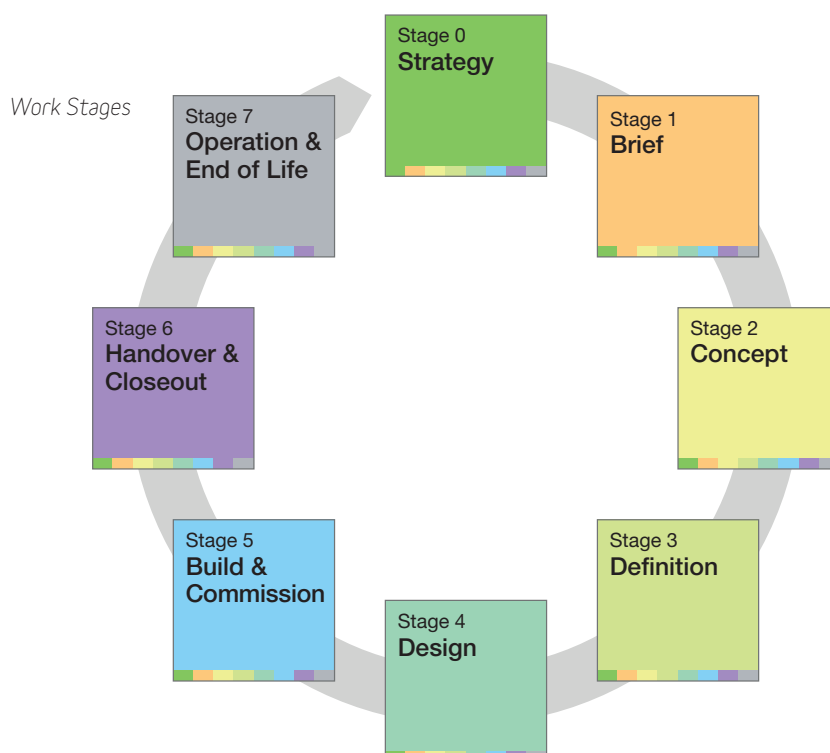 Work Stages
Stage 0
Strategy
Stage 1
Brief
Stage 2
Concept
Stage 3
Definition
Stage 4
Design
Stage 5
Build &
Commission
Stage 6
Handover &
Closeout
Stage 7
Operation &
End of Life